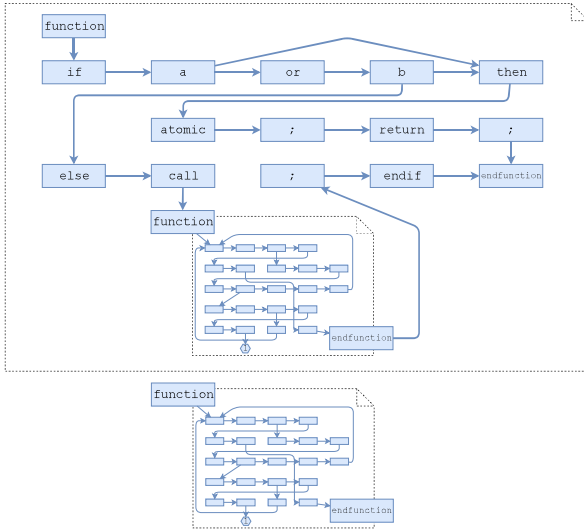 function
if a or b then
atomic ; return ;
else call ; endif endfunction
function
endfunction
function
endfunction